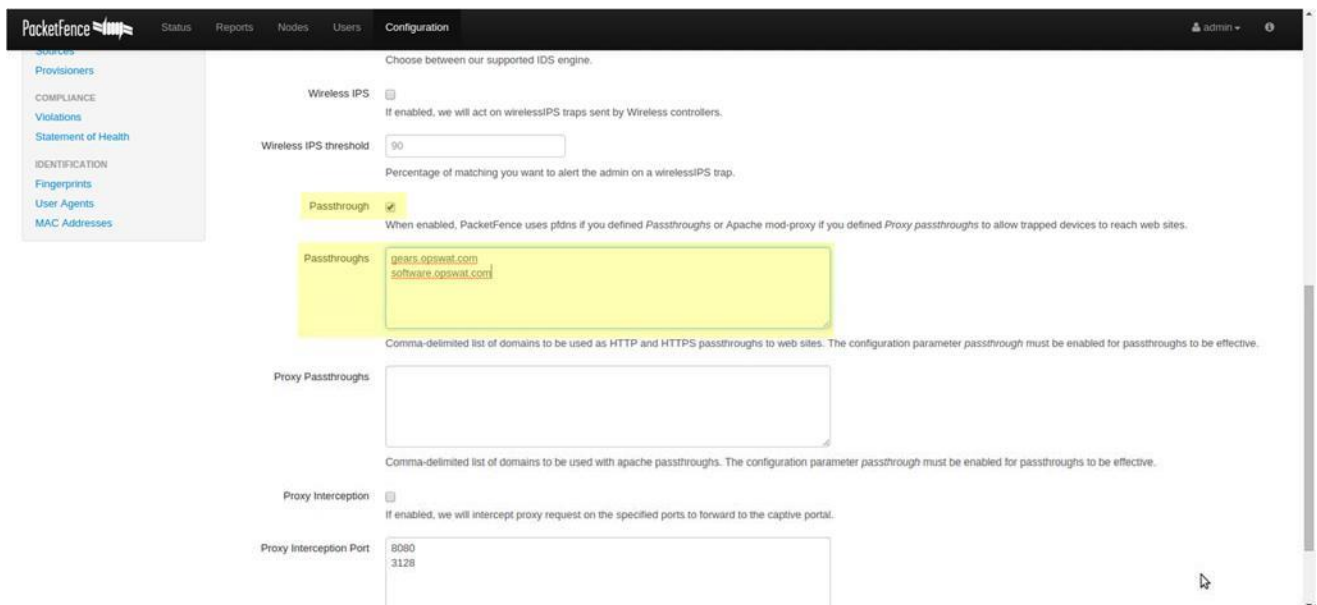 PacketFence
Status Reports Nodes Users Configuration admin
Sources
Provisioners
COMPLIANCE
Violations
Statement of Health
IDENTIFICATION
Fingerprints
User Agents
MAC Addresses
Choose between our supported IDS engine.
Wireless IPS
If enabled, we will act on wirelessIPS traps sent by Wireless controllers.
Wireless IPS threshold 90
Percentage of matching you want to alert the admin on a wirelessIPS trap.
Passthrough
When enabled, PacketFence uses pfdns if you defined Passthroughs or Apache mod-proxy if you defined Proxy passthroughs to allow trapped devices to reach web sites.
Passthroughs gears.opswat.com
software.opswat.com
Comma-delimited list of domains to be used as HTTP and HTTPS passthroughs to web sites. The configuration parameter passthrough must be enabled for passthroughs to be effective.
Proxy Passthroughs
Comma-delimited list of domains to be used with apache passthroughs. The configuration parameter passthrough must be enabled for passthroughs to be effective.
Proxy Interception
If enabled, we will intercept proxy request on the specified ports to forward to the captive portal.
Proxy Interception Port 8080
3128